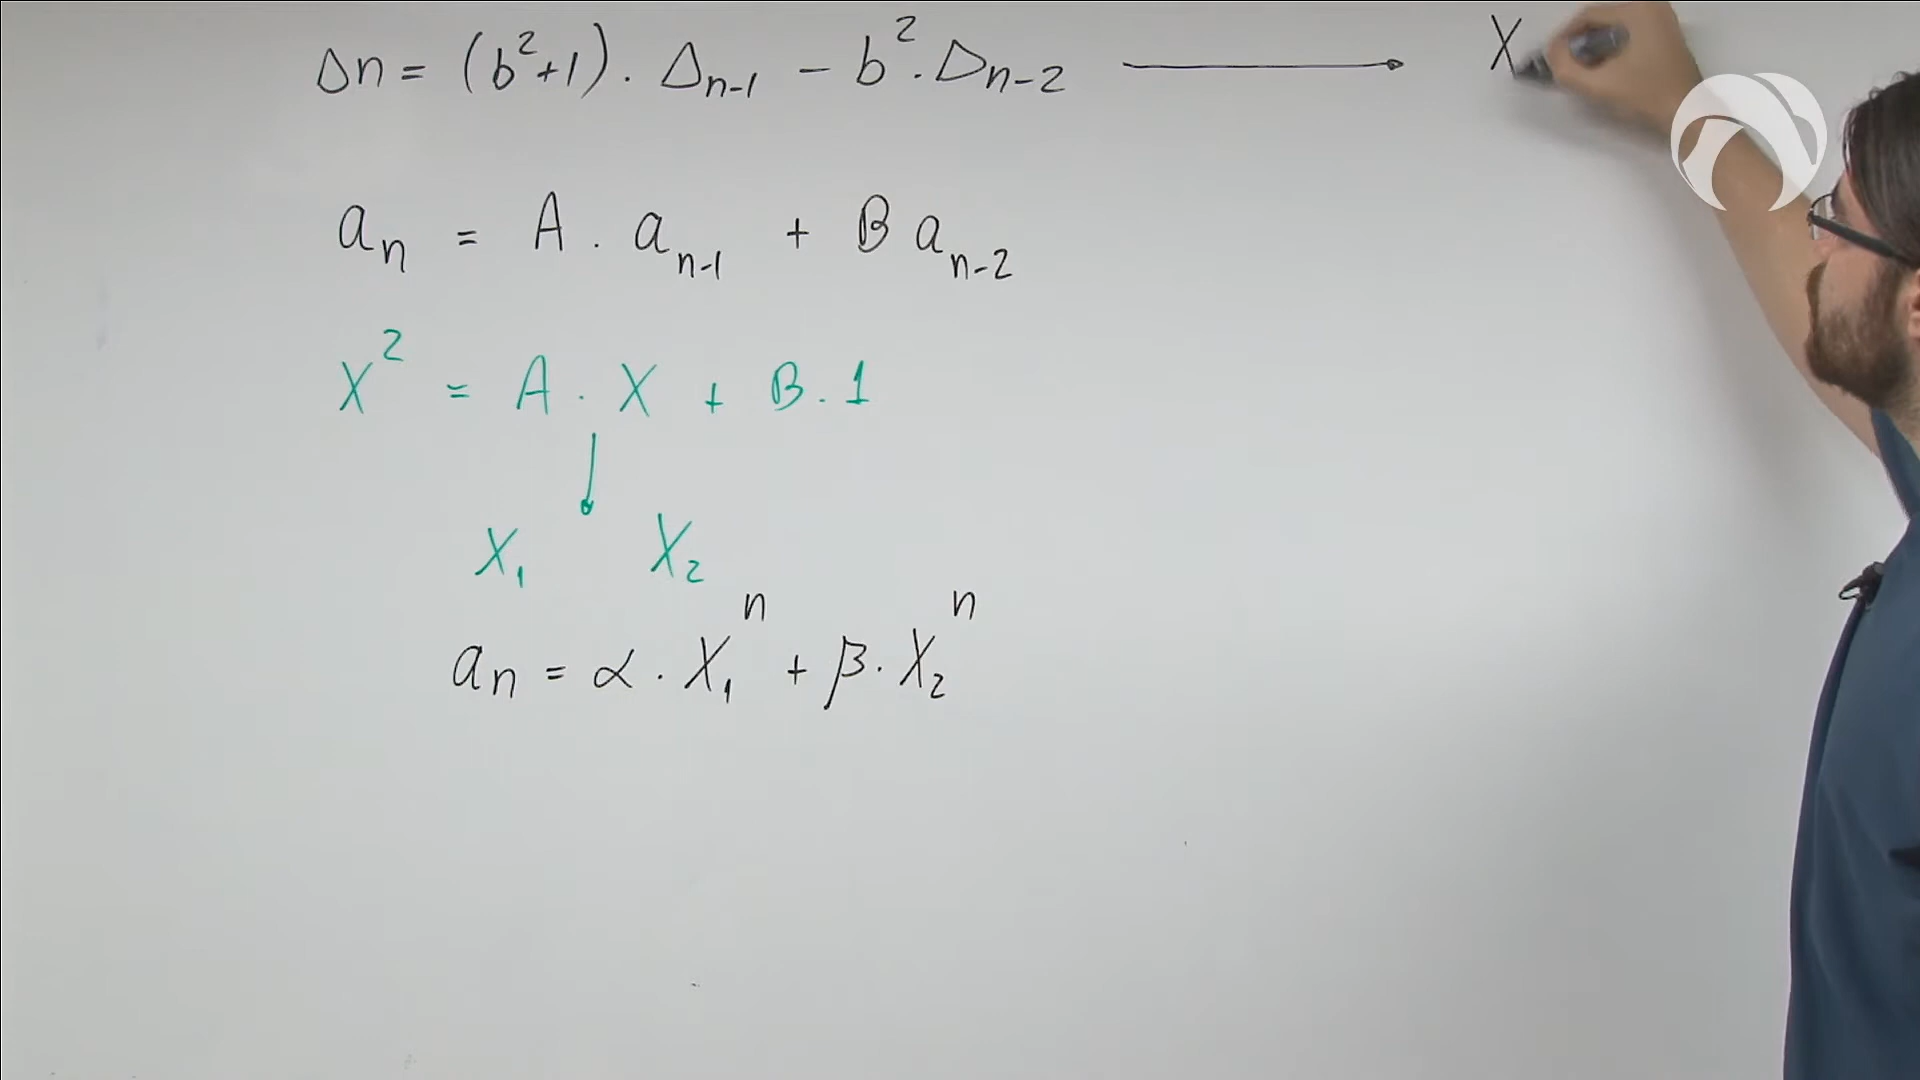 Δn = (b²+1) . Δn-1 − b² . Δn-2 ⟶ X
an = A . an-1 + B an-2
X² = A . X + B . 1
↓
X₁ X₂
an = α . X₁ⁿ + β . X₂ⁿ